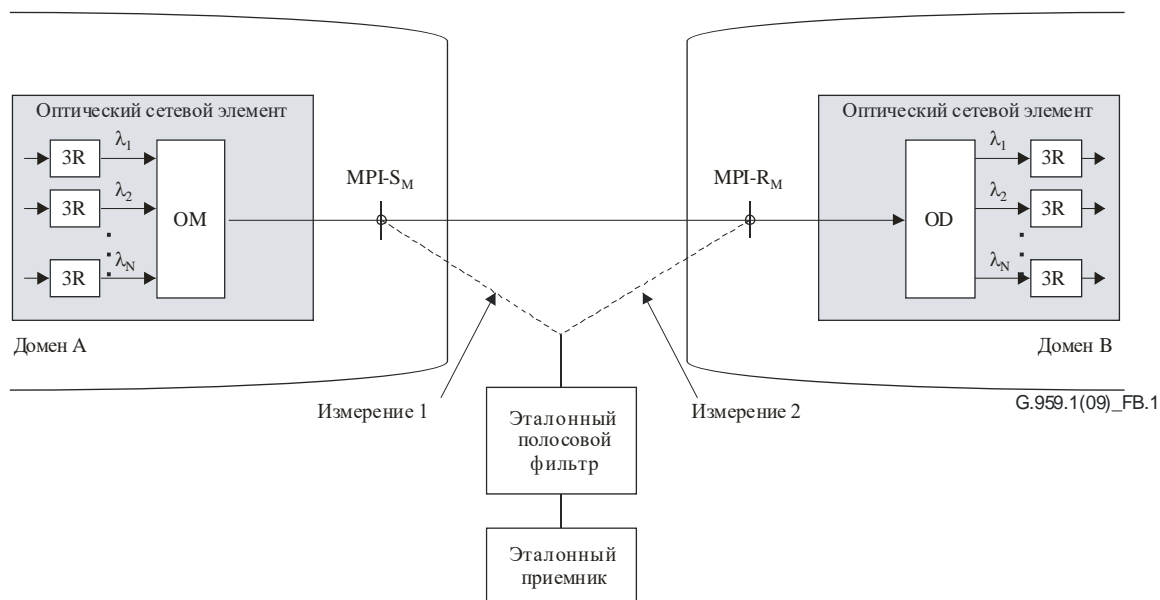 Оптический сетевой элемент
3R
λ1
3R
λ2
3R
λN
OM
Домен A
MPI-SM
MPI-RM
Оптический сетевой элемент
OD
λ1
3R
λ2
3R
λN
3R
Домен B
G.959.1(09)_FB.1
Измерение 1
Измерение 2
Эталонный
полосовой
фильтр
Эталонный
приемник